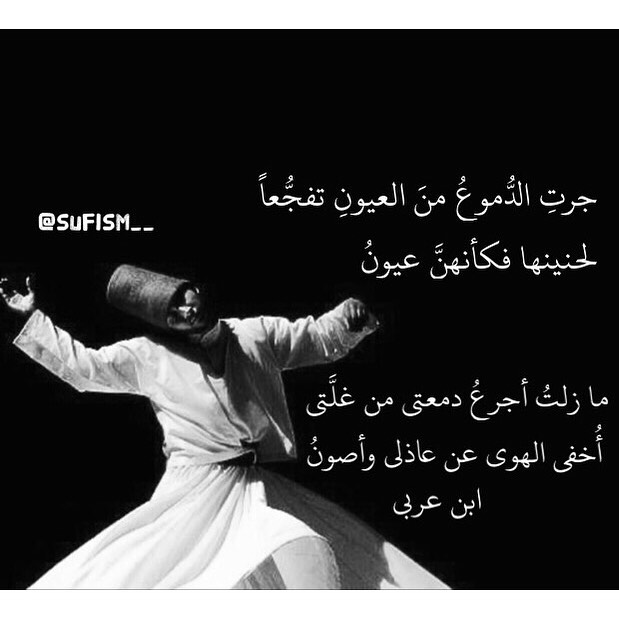 جرتِ الدُّموعُ منَ العيونِ تفجُّعاً
@SUFISM__
لحنينها فكأنهنَّ عيونُ
ما زلتُ أجرعُ دمعتى من غلَّتى
أُخفى الهوى عن عاذلى وأصونُ
ابن عربى